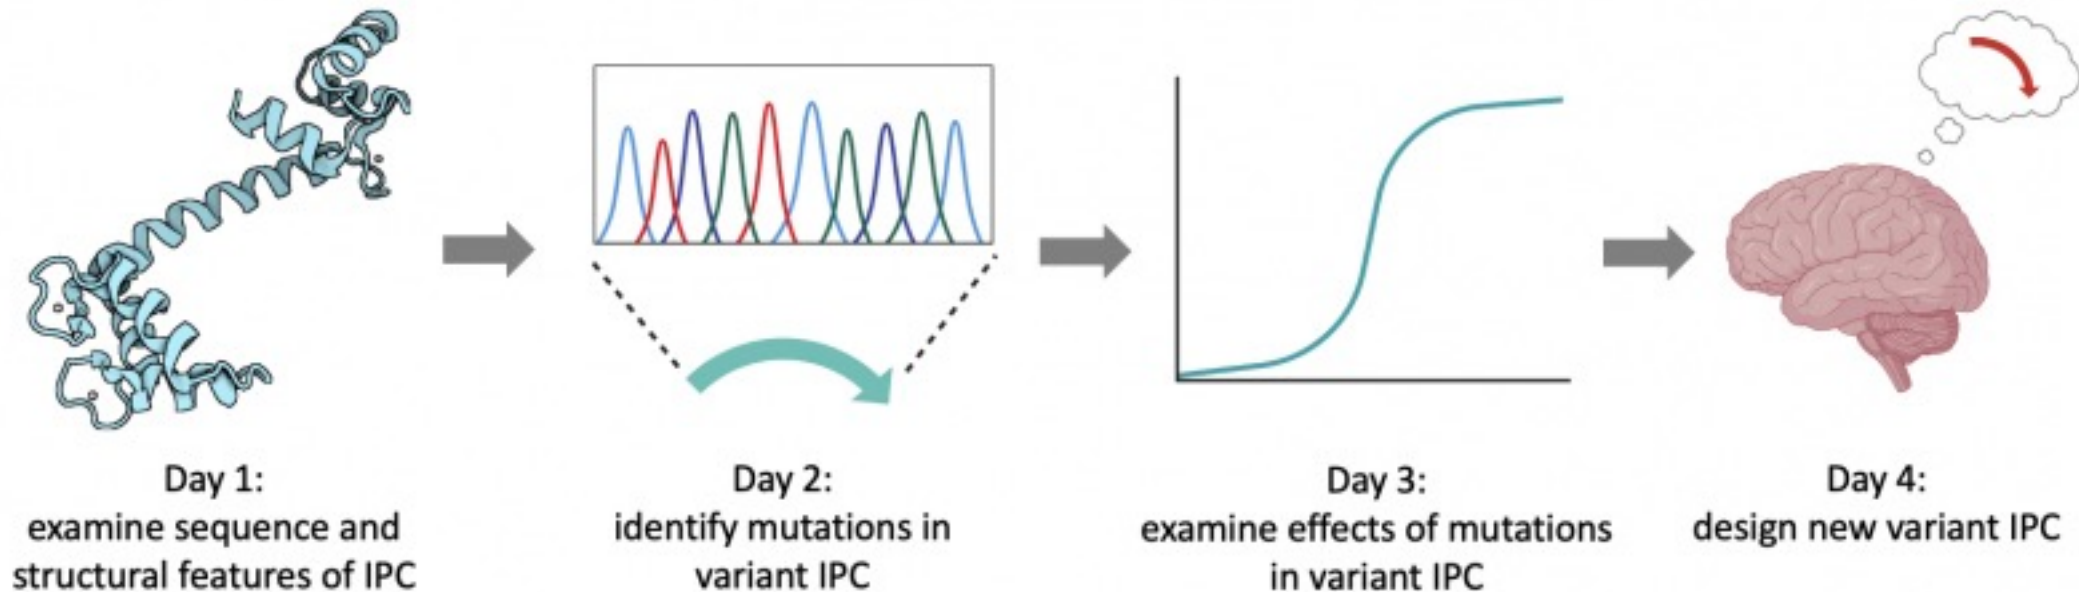 Day 1:
examine sequence and
structural features of IPC
Day 2:
identify mutations in
variant IPC
Day 3:
examine effects of mutations
in variant IPC
Day 4:
design new variant IPC